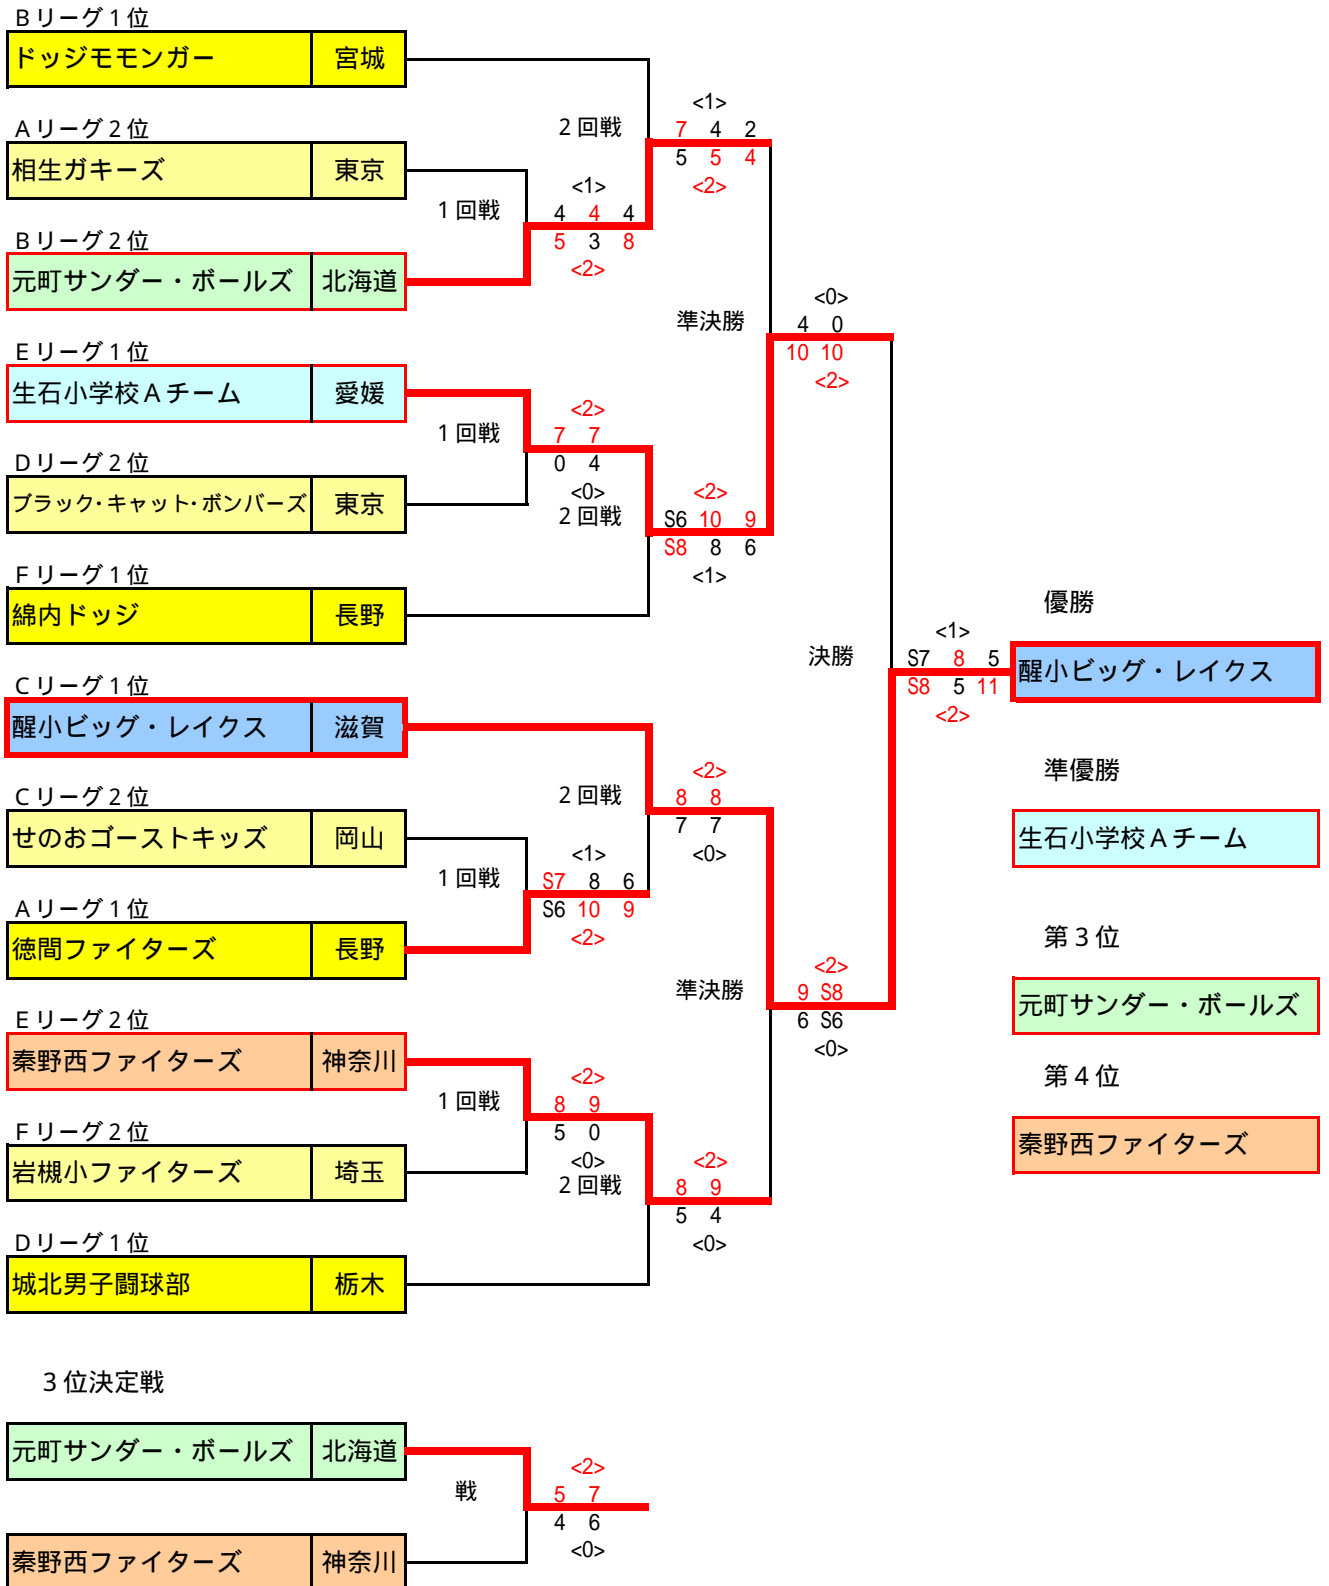 Bリーグ1位
ドッジモモンガー 宮城
<1>
2回戦 7 4 2
Aリーグ2位
5 5 4
相生ガキーズ 東京
<1> <2>
1回戦 4 4 4
Bリーグ2位
5 3 8
元町サンダー・ボールズ 北海道
<2>
<0>
準決勝 4 0
Eリーグ1位
10 10
生石小学校Aチーム 愛媛
<2>
<2>
1回戦 7 7
Dリーグ2位
0 4
ブラック・キャット・ボンバーズ 東京
<0> <2>
2回戦 S6 10 9
S8 8 6
Fリーグ1位
<1>
綿内ドッジ 長野
優勝
<1>
決勝 S7 8 5
醒小ビッグ・レイクス
Cリーグ1位
S8 5 11
<2>
醒小ビッグ・レイクス 滋賀
準優勝
<2>
2回戦 8 8
Cリーグ2位
7 7
せのおゴーストキッズ 岡山
生石小学校Aチーム
<1> <0>
1回戦 S7 8 6
Aリーグ1位
S6 10 9
徳間ファイターズ 長野
<2>
第3位
<2>
準決勝 9 S8
元町サンダー・ボールズ
Eリーグ2位
6 S6
秦野西ファイターズ 神奈川
<0>
<2>
第4位
1回戦 8 9
Fリーグ2位
5 0
秦野西ファイターズ
岩槻小ファイターズ 埼玉
<0> <2>
2回戦 8 9
5 4
Dリーグ1位
<0>
城北男子闘球部 栃木
3位決定戦
元町サンダー・ボールズ 北海道
<2>
戦 5 7
4 6
<0>
秦野西ファイターズ 神奈川